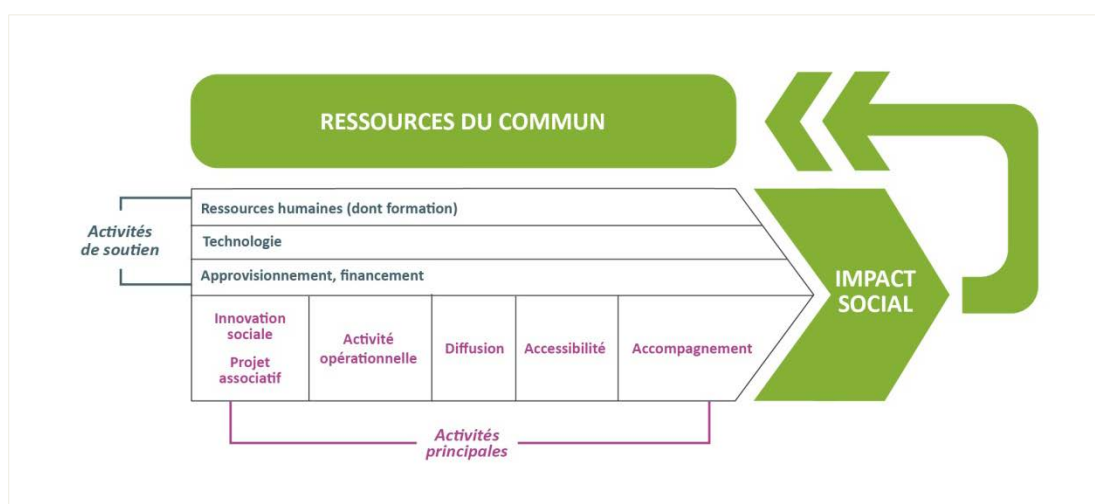 RESSOURCES DU COMMUN
Ressources humaines (dont formation)
Activités
de soutien
Technologie
Approvisionnement, financement
IMPACT
SOCIAL
Innovation
sociale
Projet
associatif
Activité
opérationnelle
Diffusion
Accessibilité
Accompagnement
Activités
principales